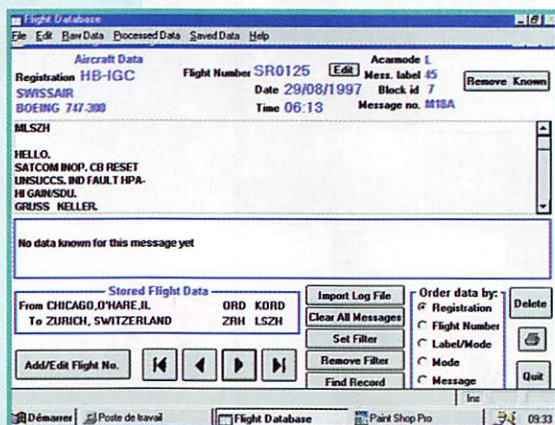 Flight Database
File Edit Raw Data Processed Data Saved Data Help
Aircraft Data
Registration HB-IGC
SWISSAIR
BOEING 747-300
Flight Number SR0125 Edit
Date 29/08/1997
Time 06:13
Acarmode L
Mess. label 45
Block id 7
Message no. M18A
Remove Known
MLSZH
HELLO.
SATCOM INOP. CB RESET
UNSUCCS. IND FAULT HPA-
HI GAIN/SDU.
GRUSS KELLER.
No data known for this message yet
Stored Flight Data
From CHICAGO,O'HARE,IL ORD KORD
To ZURICH, SWITZERLAND ZRH LSZH
Add/Edit Flight No.
Import Log File
Clear All Messages
Set Filter
Remove Filter
Find Record
Order data by:
Registration
Flight Number
Label/Mode
Mode
Message
Delete
Quit
Ins
Démarrer Poste de travail Flight Database Paint Shop Pro 09:33